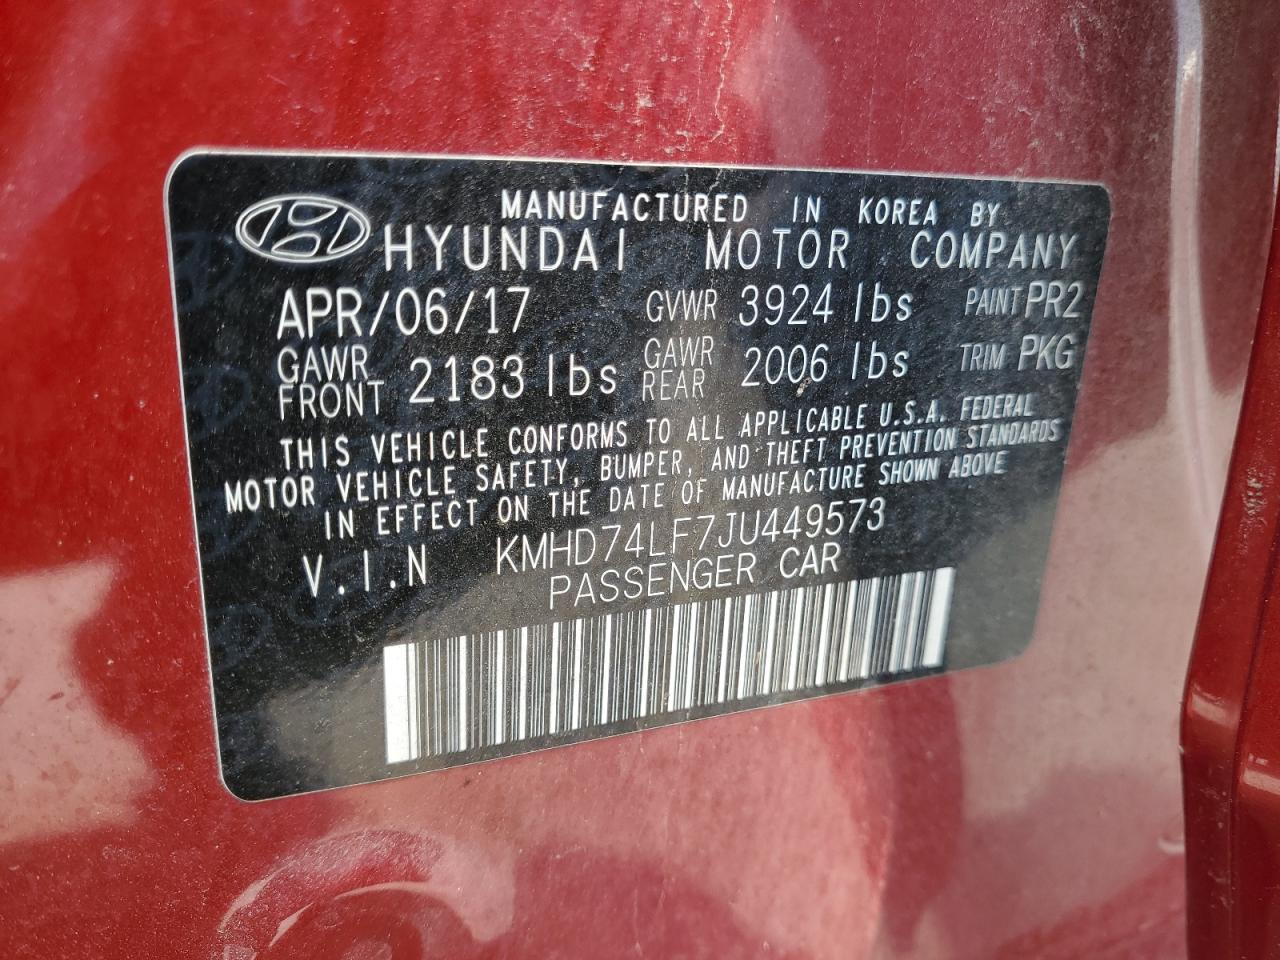 MANUFACTURED IN KOREA BY
HYUNDAI MOTOR COMPANY
APR/06/17 GVWR 3924 lbs PAINT PR2
GAWR FRONT 2183 lbs GAWR REAR 2006 lbs TRIM PKG
THIS VEHICLE CONFORMS TO ALL APPLICABLE U.S.A. FEDERAL
MOTOR VEHICLE SAFETY, BUMPER, AND THEFT PREVENTION STANDARDS
IN EFFECT ON THE DATE OF MANUFACTURE SHOWN ABOVE
V.I.N KMHD74LF7JU449573
PASSENGER CAR